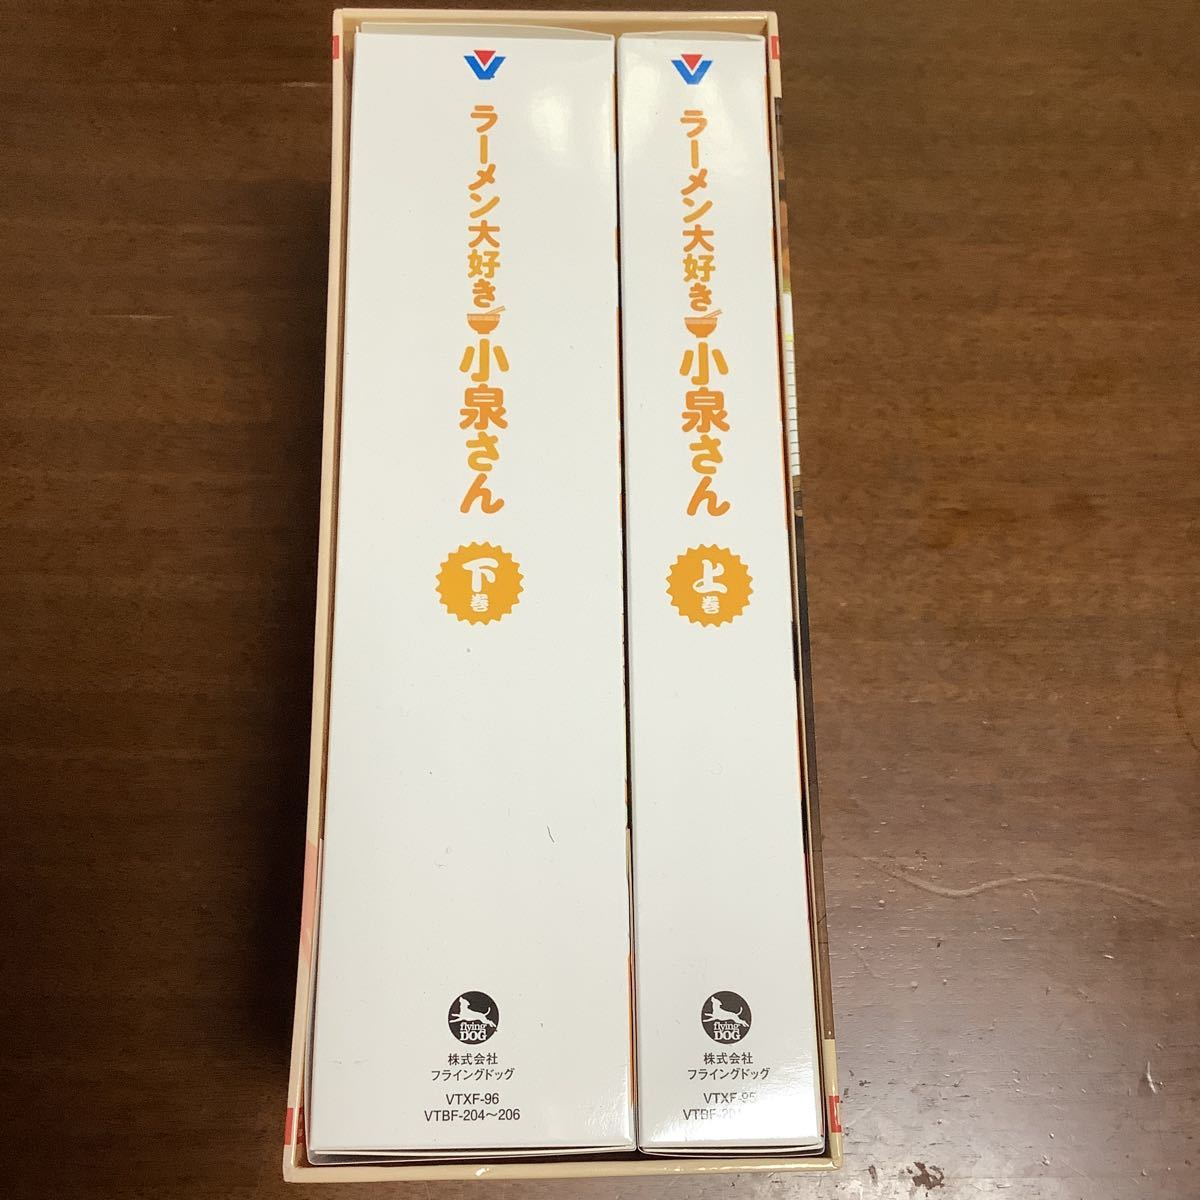 ラーメン大好き小泉さん
上巻
flying DOG
株式会社
フライングドッグ
VTXF-95
ラーメン大好き小泉さん
下巻
flying DOG
株式会社
フライングドッグ
VTXF-96
VTBF-204～206